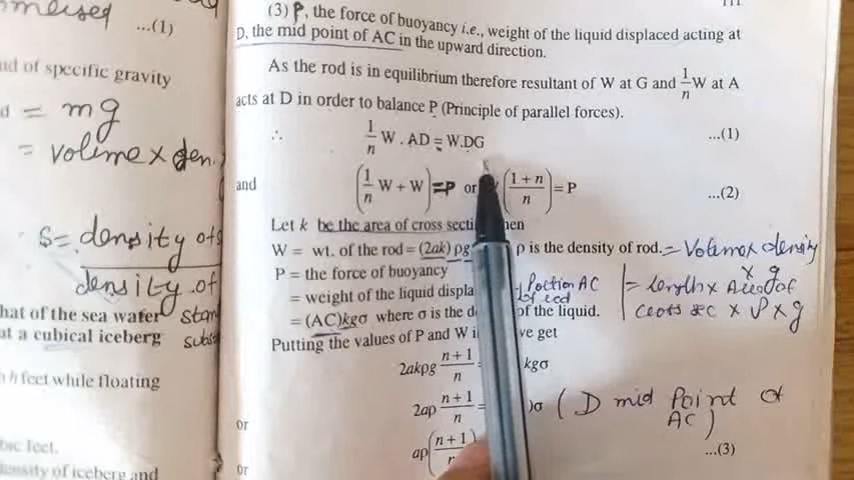 mersed
...(1)
nd of specific gravity
d = mg
= volume x den.
S = density of s
density of
hat of the sea water stan
at a cubical iceberg subs
h feet while floating
bic feet.
density of iceberg and
111
(3) P, the force of buoyancy i.e., weight of the liquid displaced acting at
D, the mid point of AC in the upward direction.
As the rod is in equilibrium therefore resultant of W at G and 1/n W at A
acts at D in order to balance P (Principle of parallel forces).
∴ 1/n W . AD = W.DG ...(1)
and (1/n W + W) = P or (1 + n / n) = P ...(2)
Let k be the area of cross secti hen
W = wt. of the rod = (2ak) ρg ρ is the density of rod. = Volume x density
x g
P = the force of buoyancy
= weight of the liquid displa Portion AC
of rod
= length x Area of
cross sec x ρ x g
= (AC)kgσ where σ is the d of the liquid.
Putting the values of P and W i ve get
2akρg n + 1 / n = kgσ
2aρ n + 1 / n = )σ ( D mid Point of
AC)
or
aρ( n + 1 / n ...(3)
or